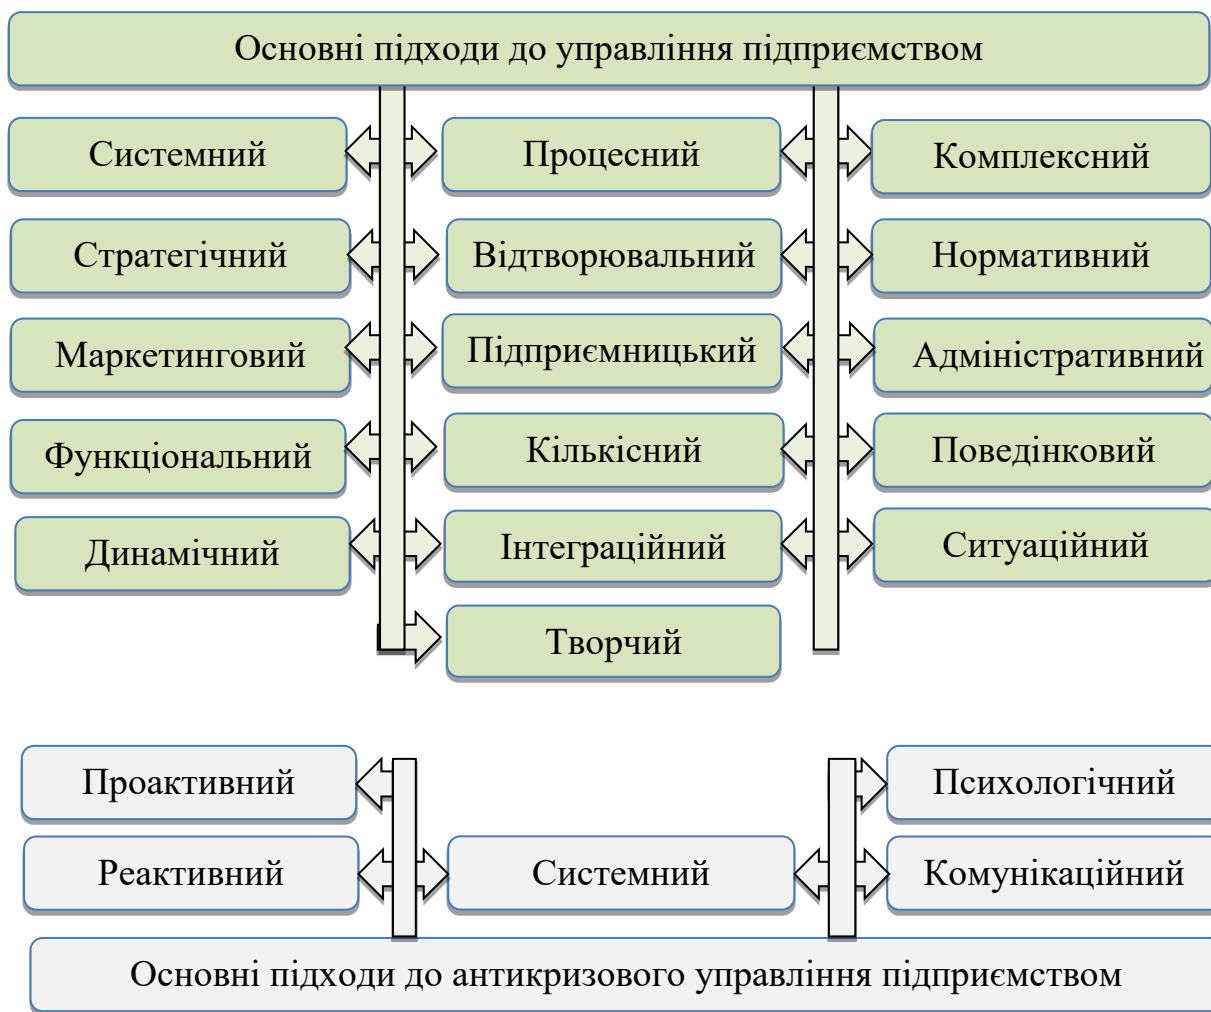 Основні підходи до управління підприємством
Системний
Процесний
Комплексний
Стратегічний
Відтворювальний
Нормативний
Маркетинговий
Підприємницький
Адміністративний
Функціональний
Кількісний
Поведінковий
Динамічний
Інтеграційний
Ситуаційний
Творчий
Проактивний
Психологічний
Реактивний
Системний
Комунікаційний
Основні підходи до антикризового управління підприємством